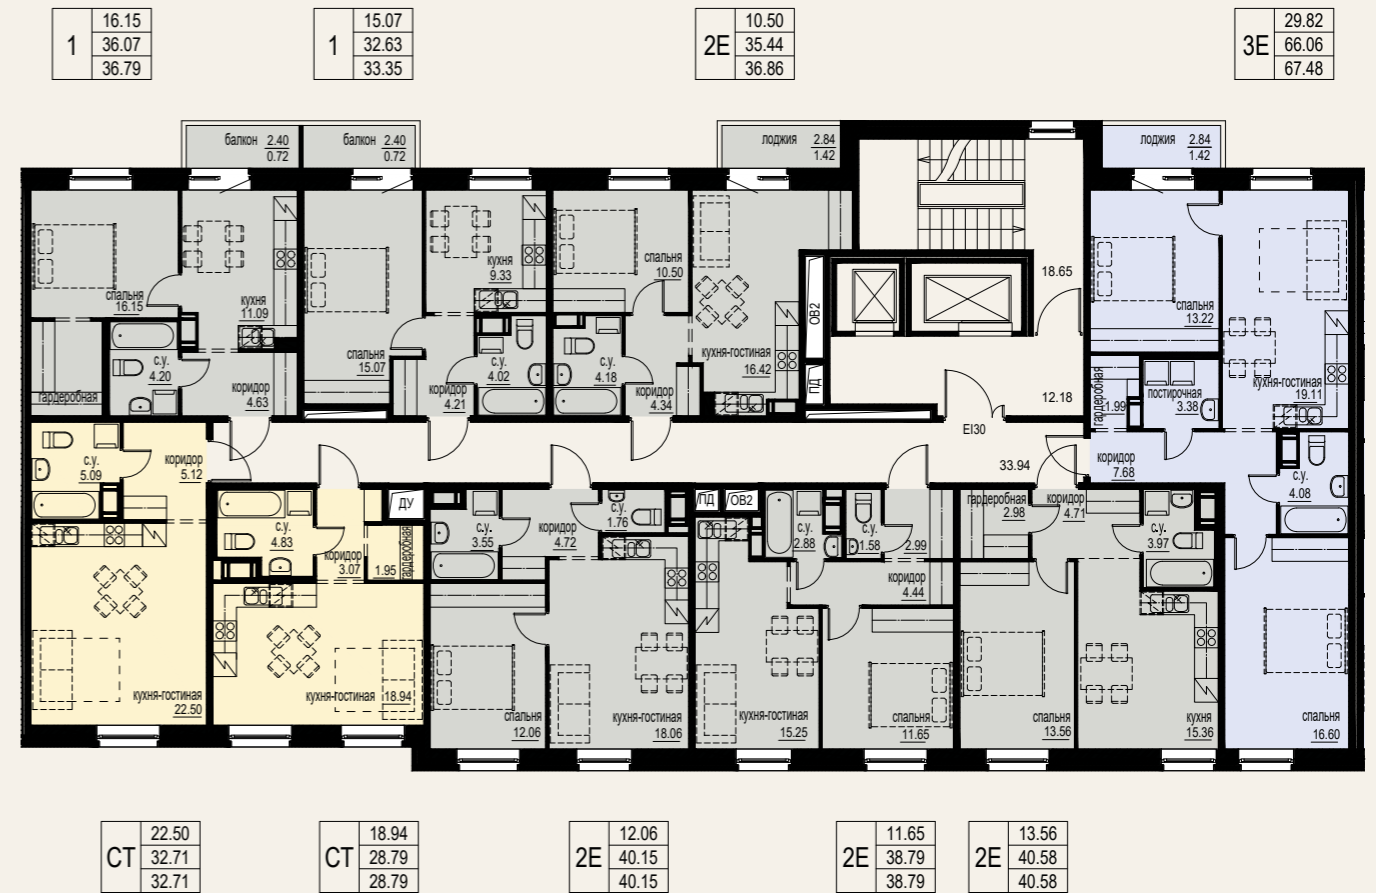 1
16.15
36.07
36.79
1
15.07
32.63
33.35
2Е
10.50
35.44
36.86
3Е
29.82
66.06
67.48
балкон 2.40
0.72
балкон 2.40
0.72
лоджия 2.84
1.42
лоджия 2.84
1.42
спальня
16.15
кухня
11.09
с.у.
4.20
гардеробная
коридор
4.63
спальня
15.07
кухня
9.33
коридор
4.21
с.у.
4.02
спальня
10.50
с.у.
4.18
коридор
4.34
кухня-гостиная
16.42
ОВ2
ПД
18.65
12.18
EI30
33.94
спальня
13.22
гардеробная
1.99
постирочная
3.38
кухня-гостиная
19.11
коридор
7.68
с.у.
4.08
спальня
16.60
с.у.
5.09
коридор
5.12
кухня-гостиная
22.50
с.у.
4.83
коридор
3.07
1.95
гардеробная
ДУ
кухня-гостиная 18.94
с.у.
3.55
коридор
4.72
с.у.
1.76
спальня
12.06
кухня-гостиная
18.06
ПД
ОВ2
с.у.
2.88
с.у.
1.58
2.99
коридор
4.44
кухня-гостиная
15.25
спальня
11.65
гардеробная
2.98
коридор
4.71
с.у.
3.97
спальня
13.56
кухня
15.36
СТ
22.50
32.71
32.71
СТ
18.94
28.79
28.79
2Е
12.06
40.15
40.15
2Е
11.65
38.79
38.79
2Е
13.56
40.58
40.58